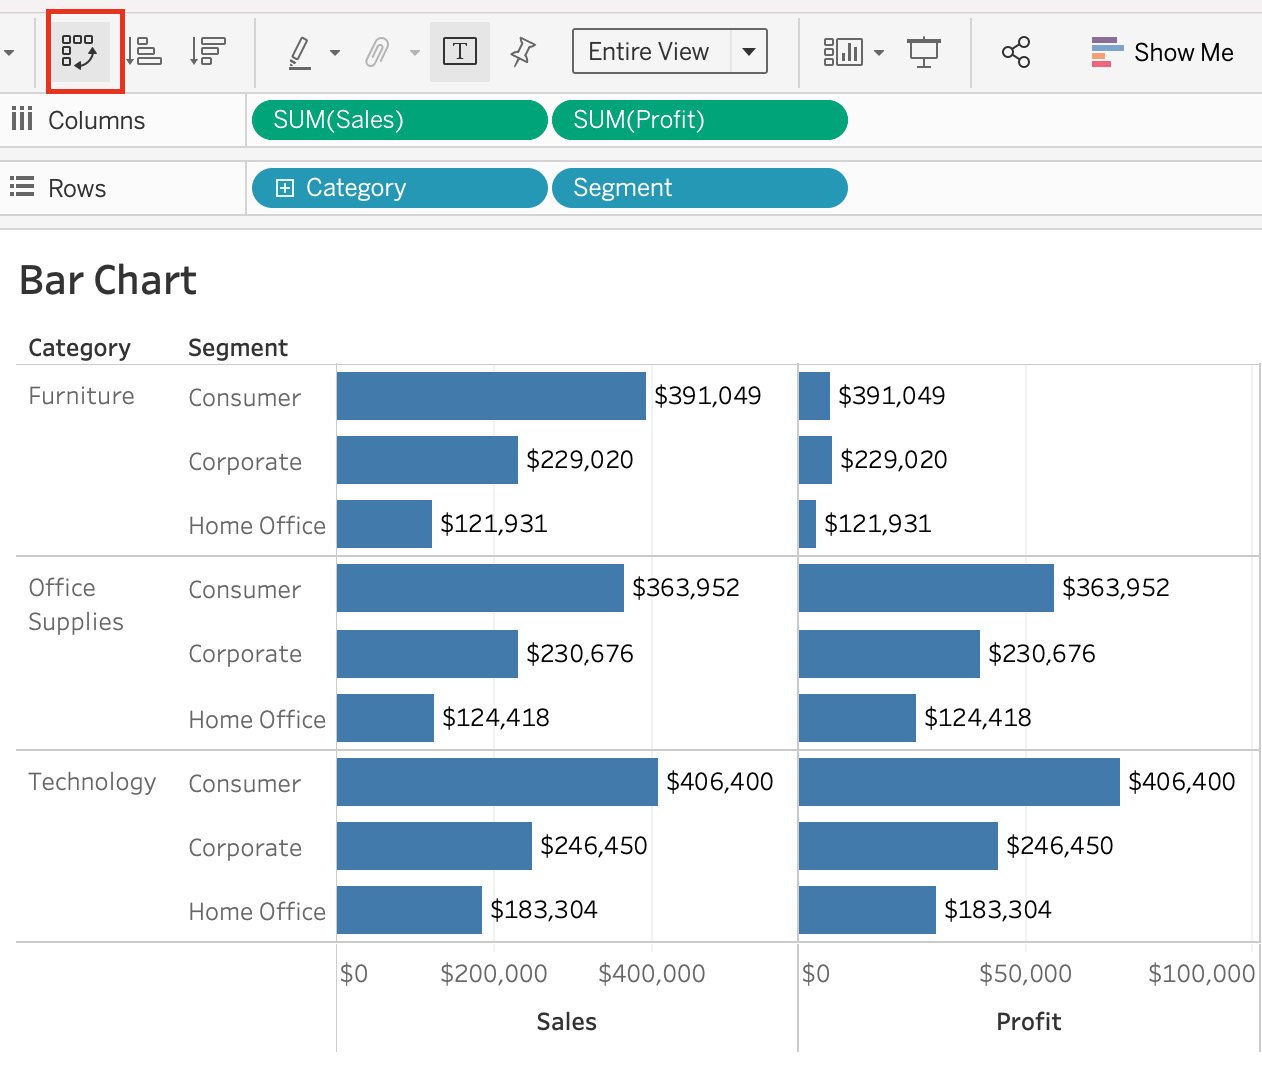 T Entire View Show Me
Columns SUM(Sales) SUM(Profit)
Rows Category Segment
Bar Chart
Category Segment
Furniture Consumer $391,049 $391,049
Corporate $229,020 $229,020
Home Office $121,931 $121,931
Office Supplies Consumer $363,952 $363,952
Corporate $230,676 $230,676
Home Office $124,418 $124,418
Technology Consumer $406,400 $406,400
Corporate $246,450 $246,450
Home Office $183,304 $183,304
$0 $200,000 $400,000 $0 $50,000 $100,000
Sales Profit